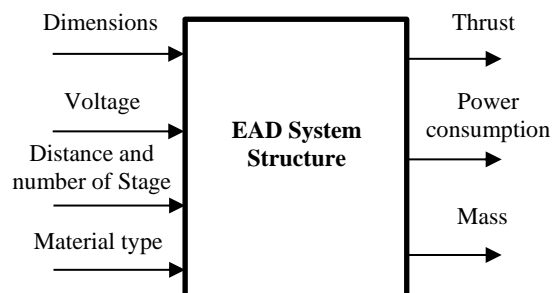 Dimensions
Voltage
Distance and
number of Stage
Material type
EAD System
Structure
Thrust
Power
consumption
Mass